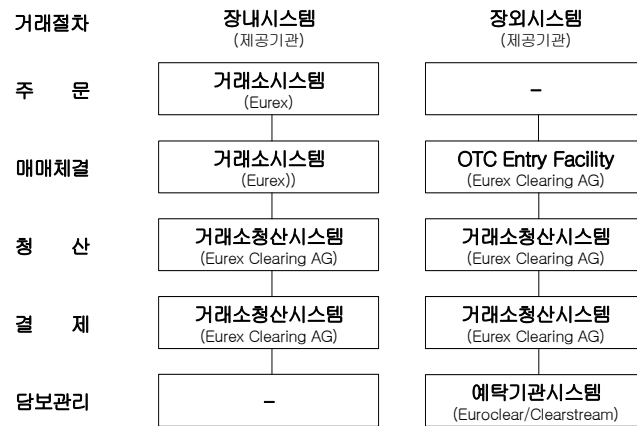 거래절차 장내시스템 장외시스템
(제공기관) (제공기관)
주 문 거래소시스템 –
(Eurex)
매매체결 거래소시스템 OTC Entry Facility
(Eurex)) (Eurex Clearing AG)
청 산 거래소청산시스템 거래소청산시스템
(Eurex Clearing AG) (Eurex Clearing AG)
결 제 거래소청산시스템 거래소청산시스템
(Eurex Clearing AG) (Eurex Clearing AG)
담보관리 – 예탁기관시스템
(Euroclear/Clearstream)